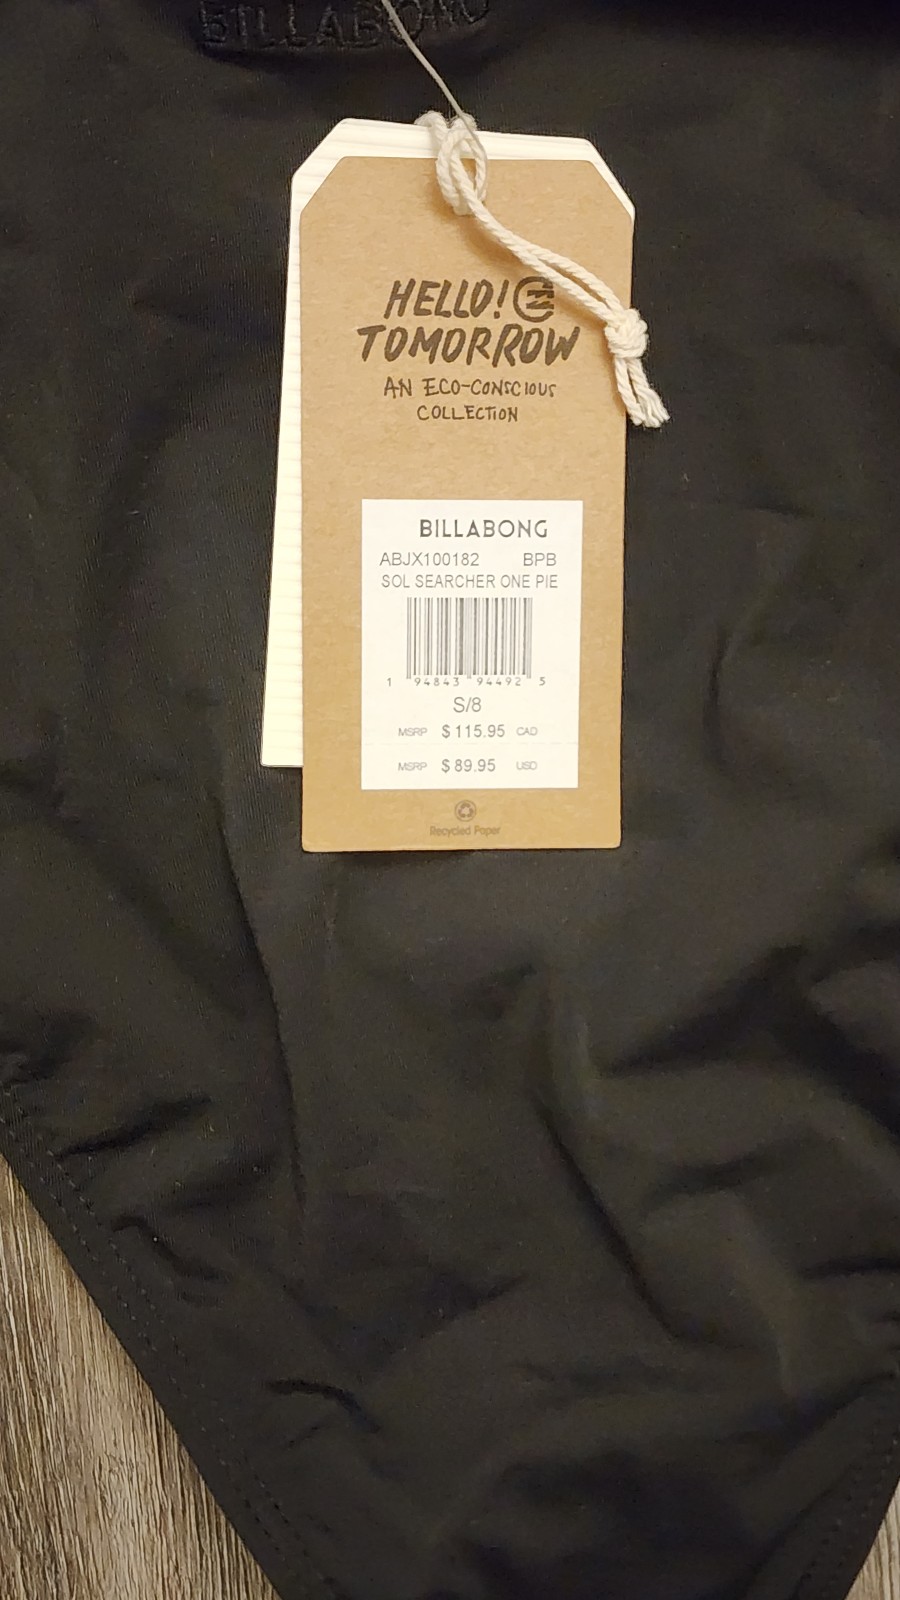 BILLABONG
HELLO!
TOMORROW
AN ECO-CONSCIOUS
COLLECTION
BILLABONG
ABJX100182 BPB
SOL SEARCHER ONE PIE
1 94843 94492 5
S/8
MSRP $115.95 CAD
MSRP $89.95 USD
Recycled Paper